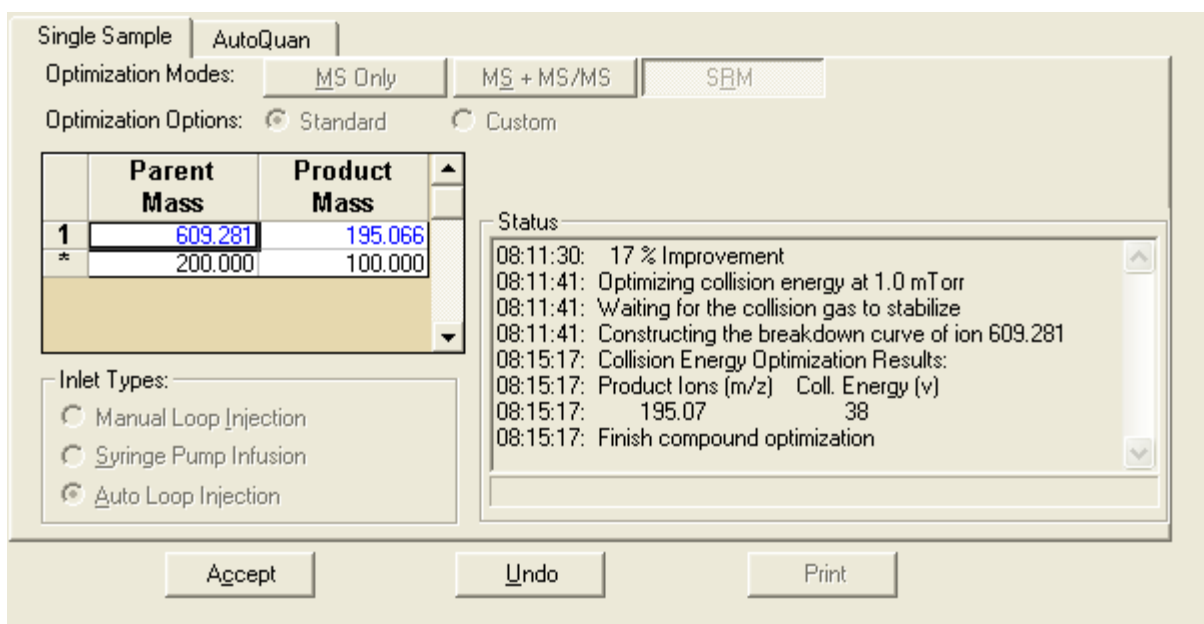 Single Sample AutoQuan
Optimization Modes: MS Only MS + MS/MS SRM
Optimization Options: Standard Custom
Parent Mass Product Mass
1 609.281 195.066
* 200.000 100.000
Status
08:11:30: 17 % Improvement
08:11:41: Optimizing collision energy at 1.0 mTorr
08:11:41: Waiting for the collision gas to stabilize
08:11:41: Constructing the breakdown curve of ion 609.281
08:15:17: Collision Energy Optimization Results:
08:15:17: Product Ions (m/z) Coll. Energy (v)
08:15:17: 195.07 38
08:15:17: Finish compound optimization
Inlet Types:
Manual Loop Injection
Syringe Pump Infusion
Auto Loop Injection
Accept Undo Print